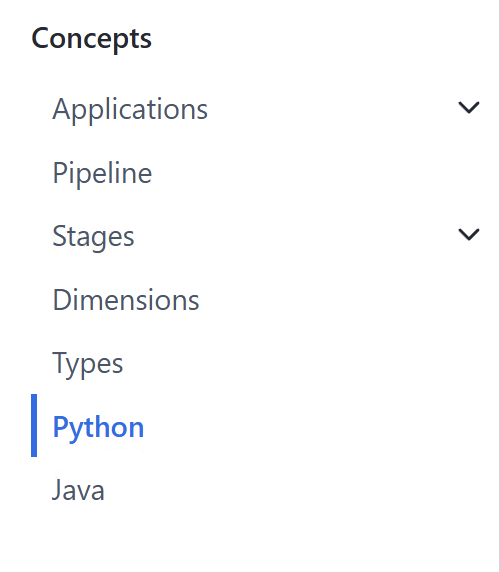 Concepts
Applications
Pipeline
Stages
Dimensions
Types
Python
Java